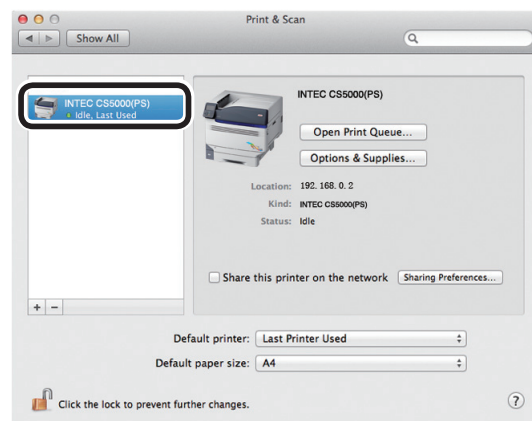 Print & Scan
Show All
INTEC CS5000(PS)
Idle, Last Used
INTEC CS5000(PS)
Open Print Queue...
Options & Supplies...
Location: 192. 168. 0. 2
Kind: INTEC CS5000(PS)
Status: Idle
Share this printer on the network Sharing Preferences...
+ −
Default printer: Last Printer Used
Default paper size: A4
Click the lock to prevent further changes.
?